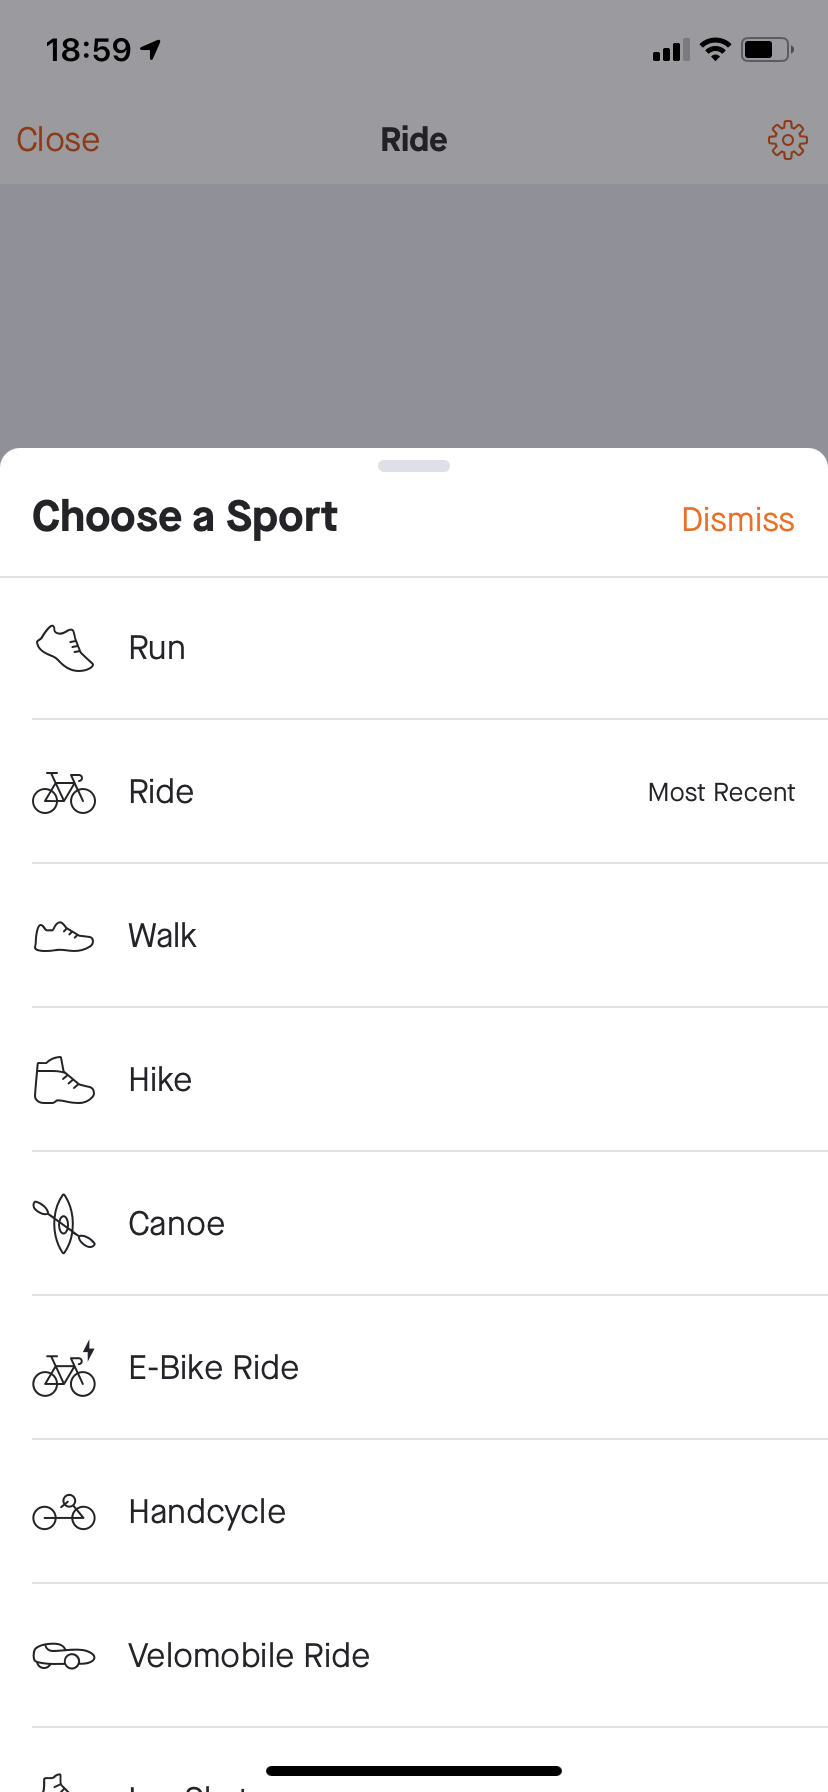 18:59
Close
Ride
Choose a Sport
Dismiss
Run
Ride
Most Recent
Walk
Hike
Canoe
E-Bike Ride
Handcycle
Velomobile Ride